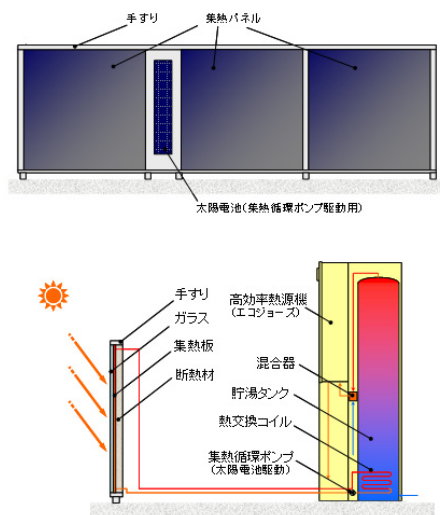 手すり
集熱パネル
太陽電池(集熱循環ポンプ駆動用)
手すり
ガラス
集熱板
断熱材
高効率熱源機
(エコジョーズ)
混合器
貯湯タンク
熱交換コイル
集熱循環ポンプ
(太陽電池駆動)